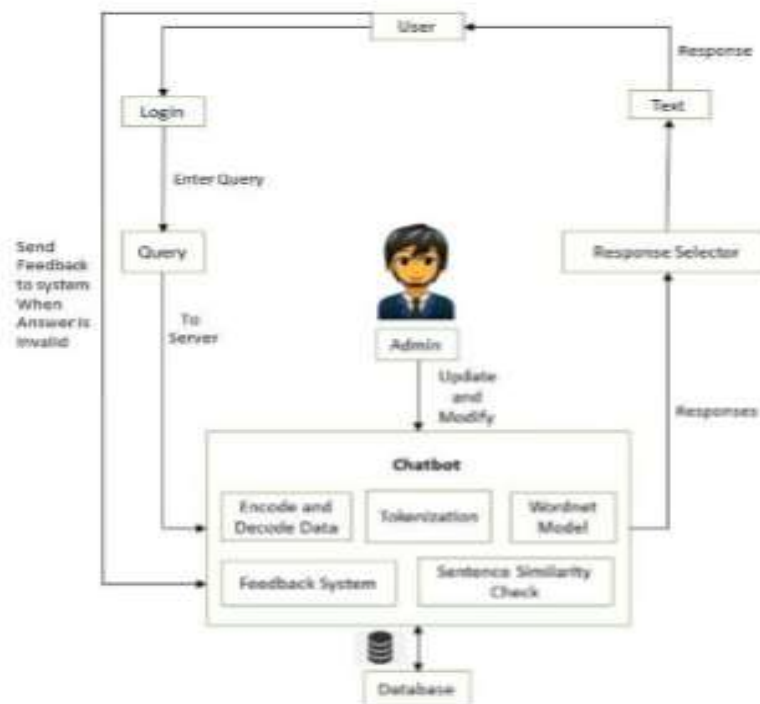 User
Response
Login
Text
Enter Query
Send
Feedback
to system
When
Answer is
Invalid
Query
Response Selector
To
Server
Admin
Update
and
Modify
Responses
Chatbot
Encode and
Decode Data
Tokenization
Wordnet
Model
Feedback System
Sentence Similarity
Check
Database